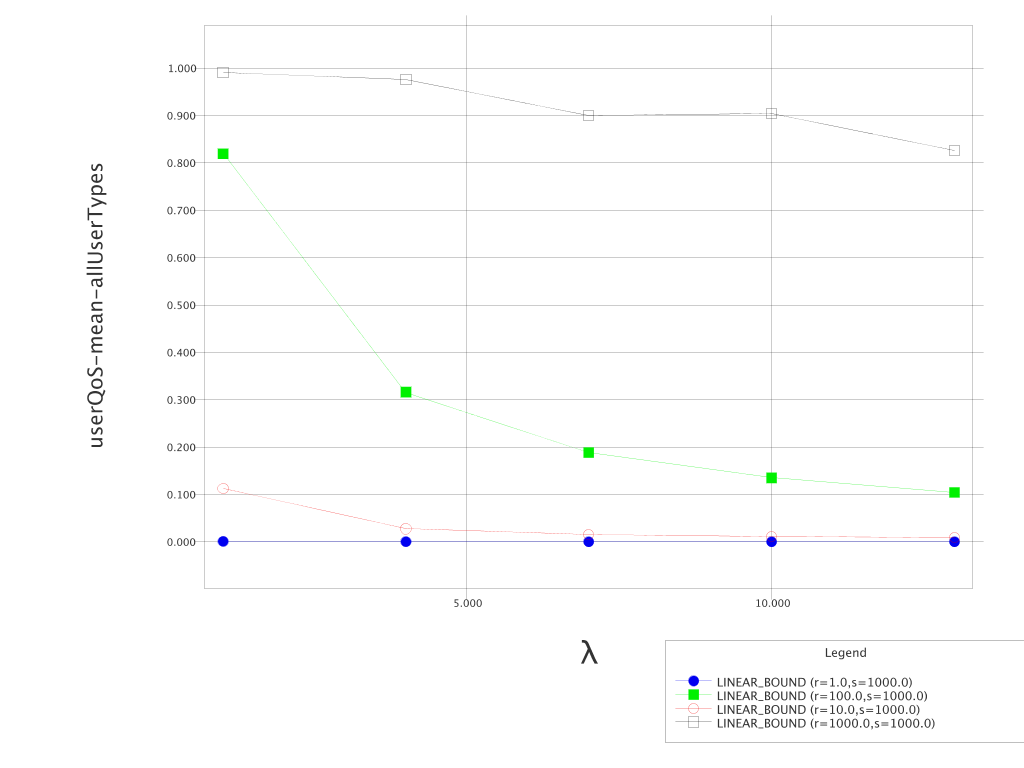 1.000
0.900
0.800
0.700
0.600
0.500
0.400
0.300
0.200
0.100
0.000
userQoS-mean-allUserTypes
5.000 10.000
λ
Legend
LINEAR_BOUND (r=1.0,s=1000.0)
LINEAR_BOUND (r=100.0,s=1000.0)
LINEAR_BOUND (r=10.0,s=1000.0)
LINEAR_BOUND (r=1000.0,s=1000.0)